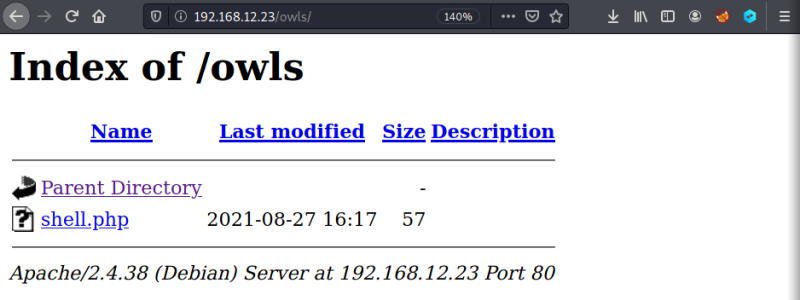 192.168.12.23/owls/ 140%
Index of /owls
Name Last modified Size Description
Parent Directory -
shell.php 2021-08-27 16:17 57
Apache/2.4.38 (Debian) Server at 192.168.12.23 Port 80